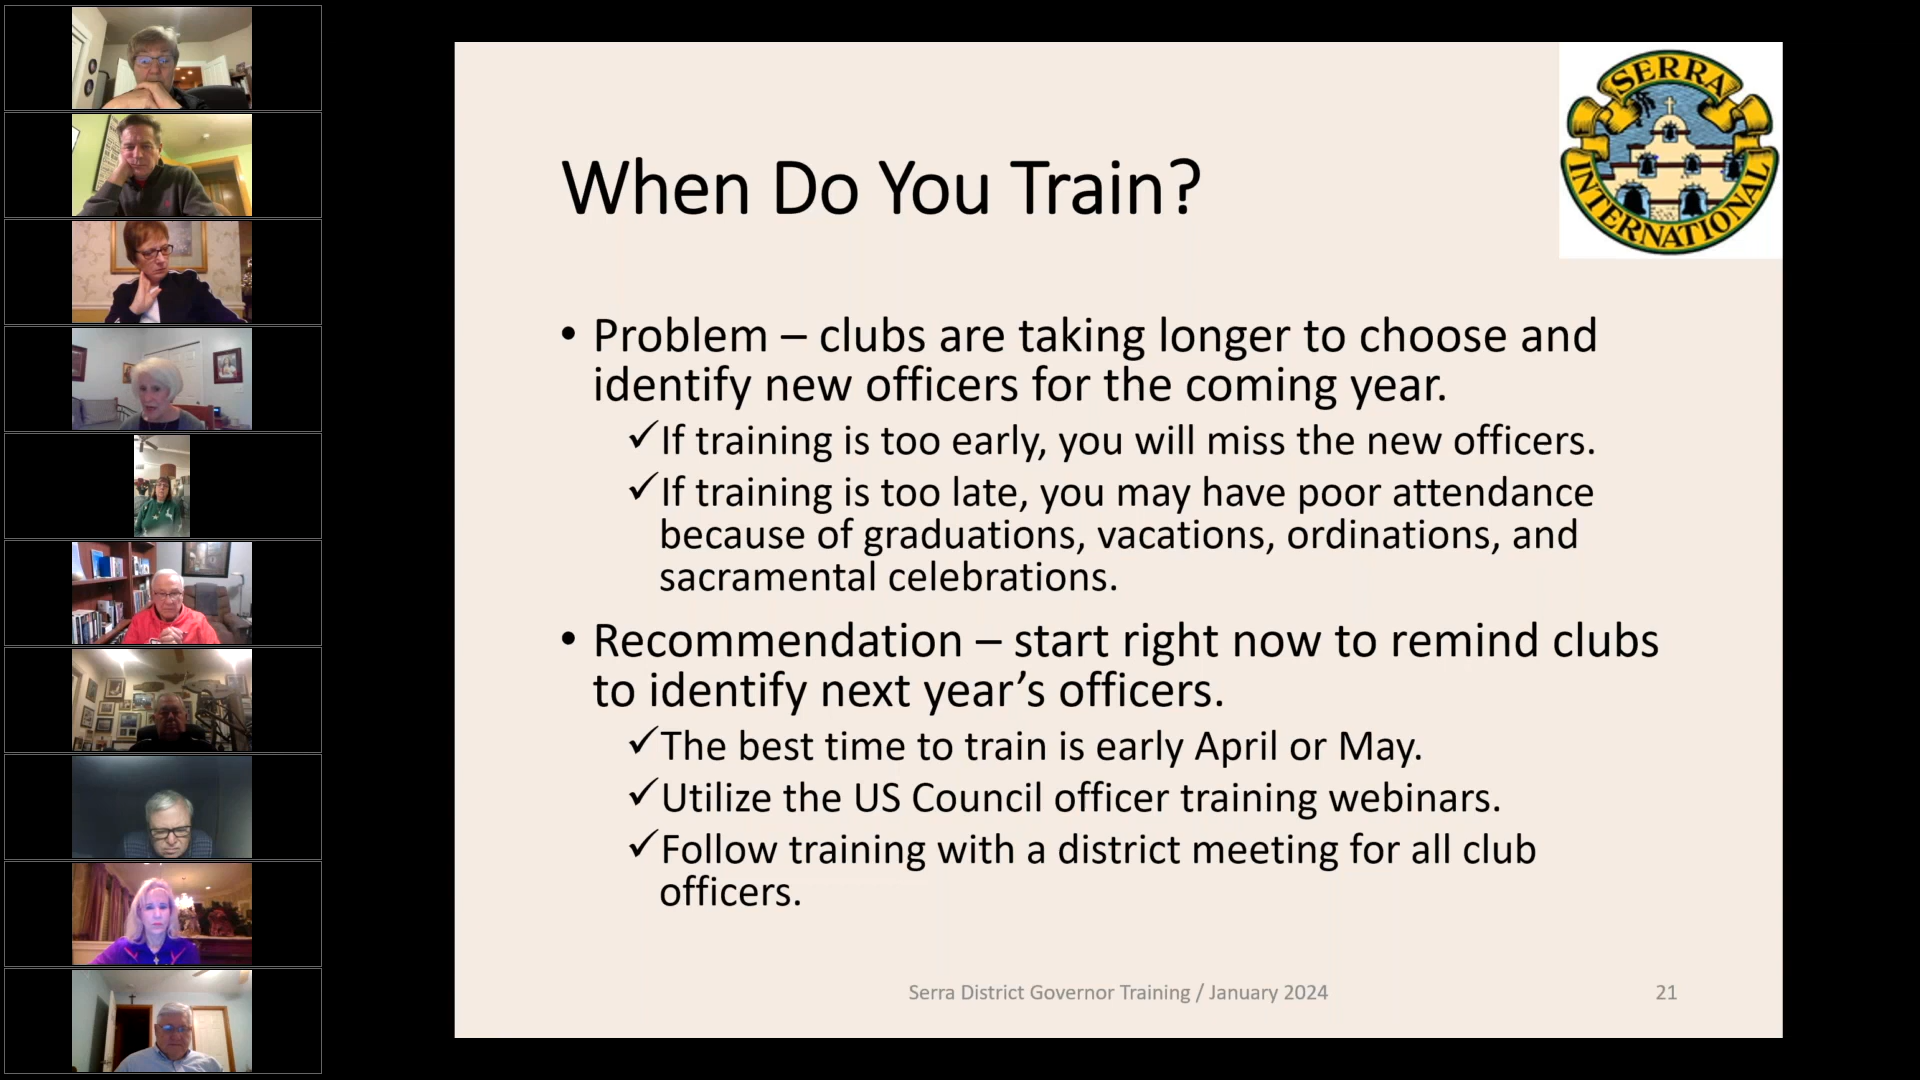 SERRA
INTERNATIONAL
When Do You Train?
• Problem – clubs are taking longer to choose and
identify new officers for the coming year.
✓If training is too early, you will miss the new officers.
✓If training is too late, you may have poor attendance
because of graduations, vacations, ordinations, and
sacramental celebrations.
• Recommendation – start right now to remind clubs
to identify next year’s officers.
✓The best time to train is early April or May.
✓Utilize the US Council officer training webinars.
✓Follow training with a district meeting for all club
officers.
Serra District Governor Training / January 2024
21